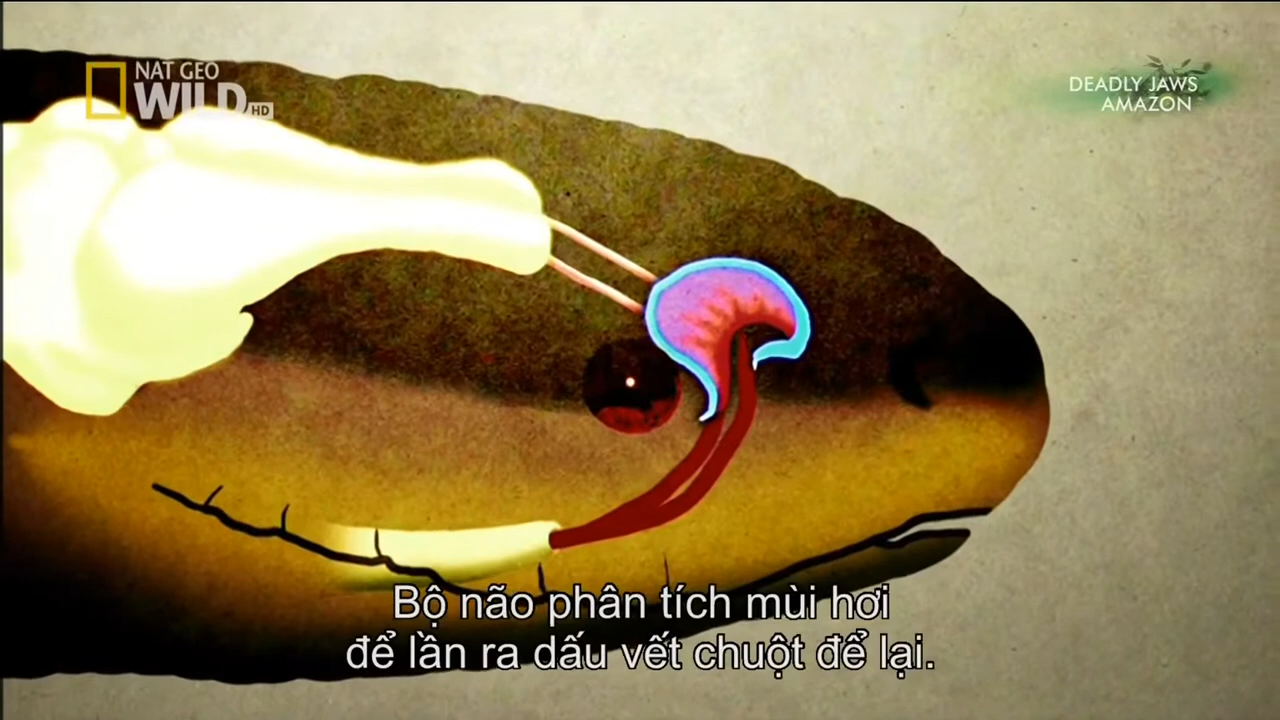 NAT GEO
WILD HD
DEADLY JAWS
AMAZON
Bộ não phân tích mùi hơi
để lần ra dấu vết chuột để lại.